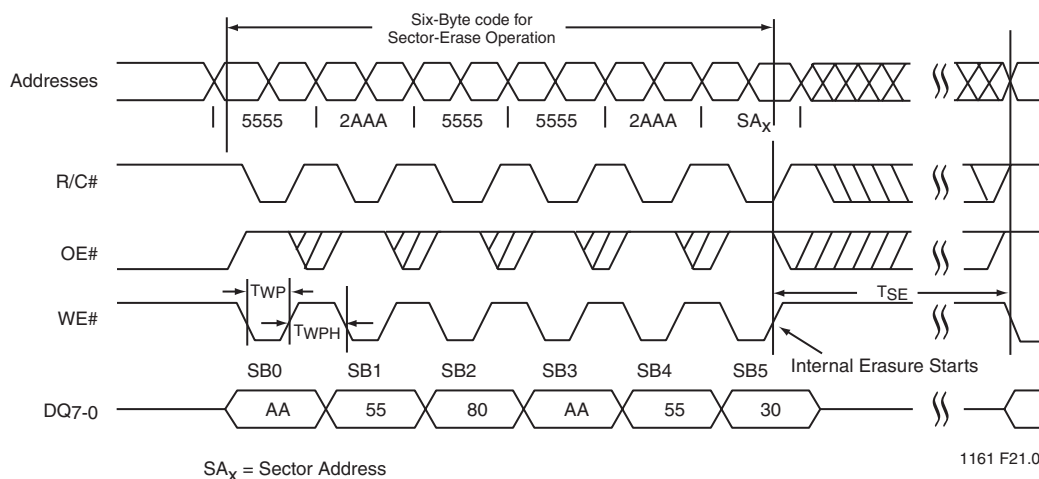 Six-Byte code for
Sector-Erase Operation
Addresses
5555 2AAA 5555 5555 2AAA SAX
R/C#
OE#
TWP
TSE
WE#
TWPH
Internal Erasure Starts
SB0 SB1 SB2 SB3 SB4 SB5
DQ7-0
AA 55 80 AA 55 30
SAX = Sector Address
1161 F21.0